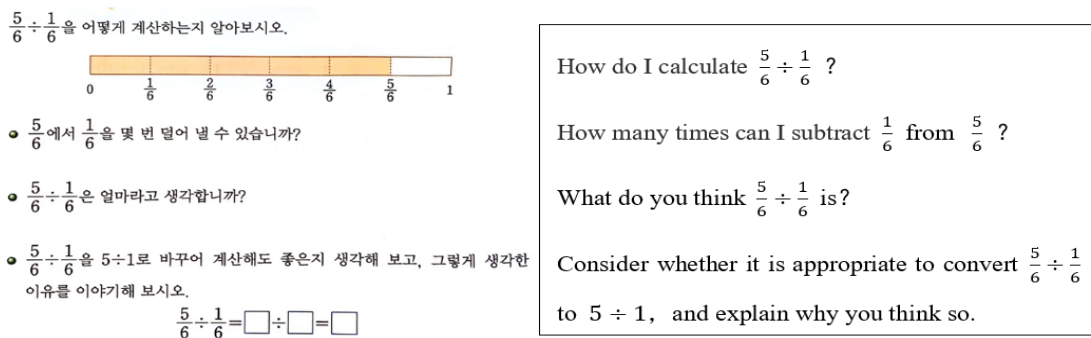 5/6 ÷ 1/6을 어떻게 계산하는지 알아보시오.
0 1/6 2/6 3/6 4/6 5/6 1
5/6에서 1/6을 몇 번 덜어 낼 수 있습니까?
5/6 ÷ 1/6은 얼마라고 생각합니까?
5/6 ÷ 1/6을 5÷1로 바꾸어 계산해도 좋은지 생각해 보고, 그렇게 생각한
이유를 이야기해 보시오.
5/6 ÷ 1/6 = □ ÷ □ = □
How do I calculate 5/6 ÷ 1/6 ?
How many times can I subtract 1/6 from 5/6 ?
What do you think 5/6 ÷ 1/6 is?
Consider whether it is appropriate to convert 5/6 ÷ 1/6
to 5 ÷ 1, and explain why you think so.